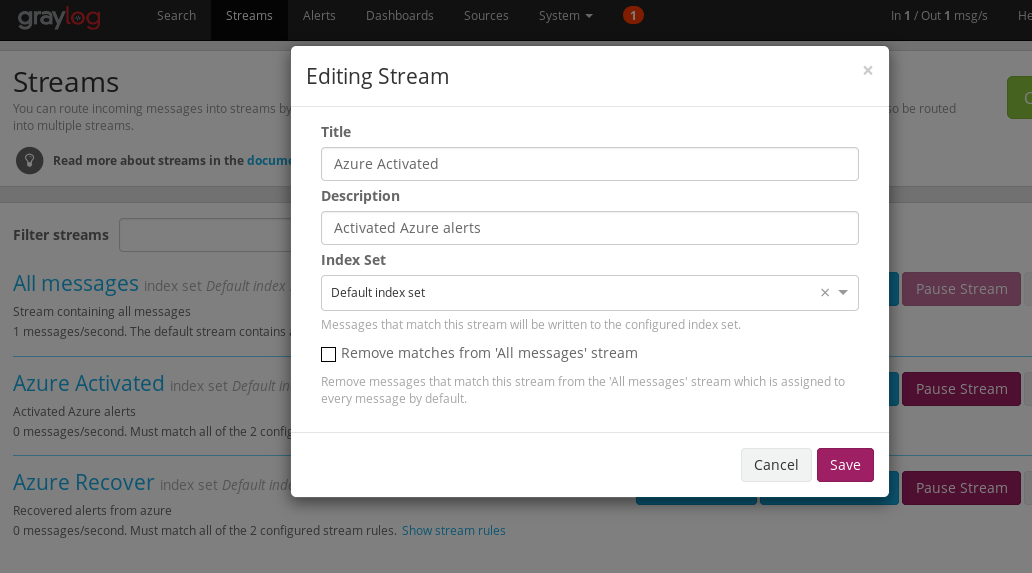 graylog
Search Streams Alerts Dashboards Sources System 1 In 1 / Out 1 msg/s He
Editing Stream ×
Streams
You can route incoming messages into streams by so be routed
into multiple streams.
Read more about streams in the docume
Title
Azure Activated
Description
Activated Azure alerts
Filter streams
Index Set
Default index set ×
Messages that match this stream will be written to the configured index set.
Remove matches from 'All messages' stream
Remove messages that match this stream from the 'All messages' stream which is assigned to
every message by default.
Cancel Save
All messages index set Default index
Pause Stream
Stream containing all messages
1 messages/second. The default stream contains
Azure Activated index set Default in
Pause Stream
Activated Azure alerts
0 messages/second. Must match all of the 2 config
Azure Recover index set Default inde
Pause Stream
Recovered alerts from azure
0 messages/second. Must match all of the 2 configured stream rules. Show stream rules